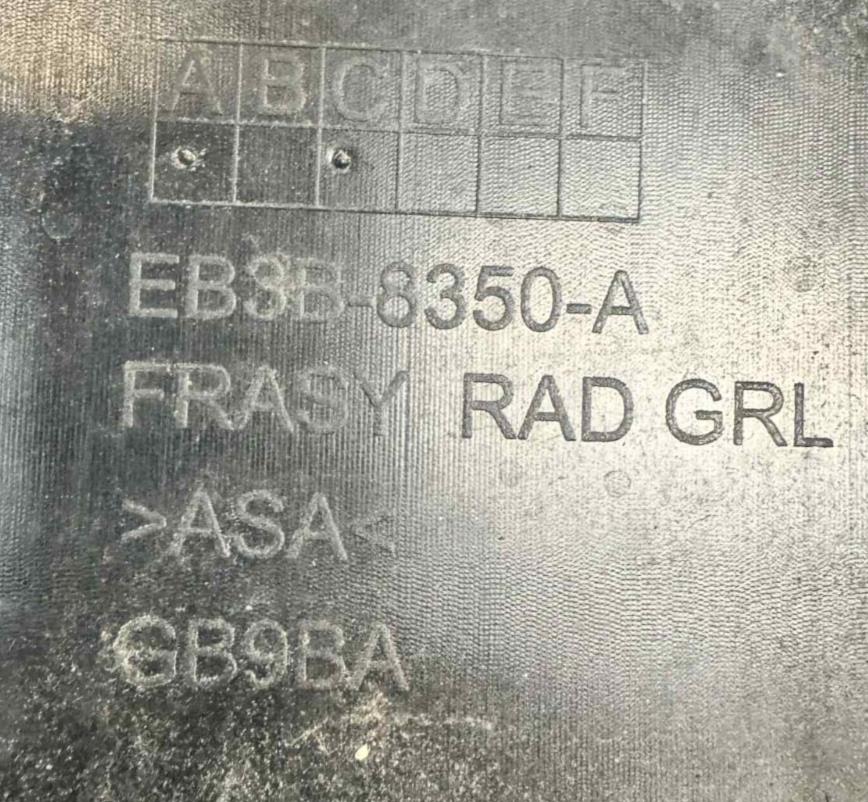 A B C D E F
EB3B-8350-A
FRASY RAD GRL
>ASA<
GB9BA